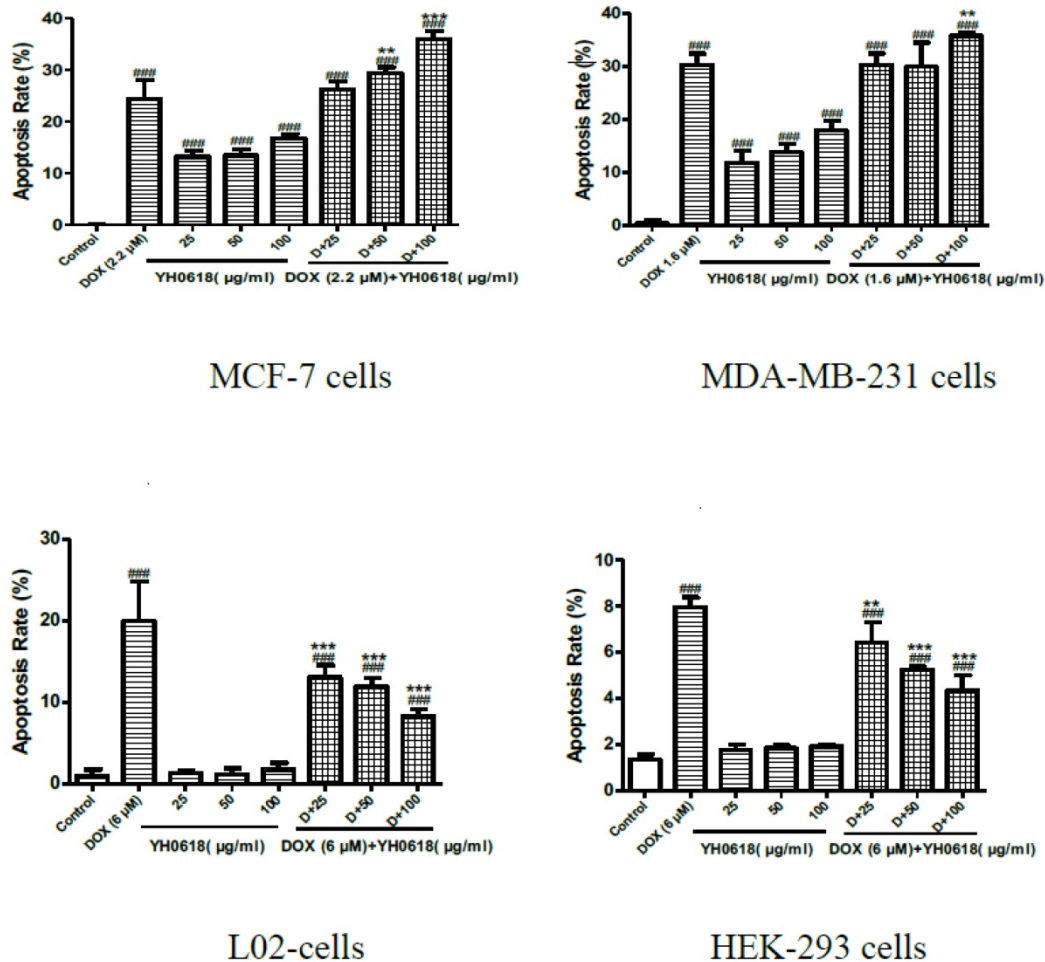 Apoptosis Rate (%)
40
30
20
10
0
###
###
###
###
###
**
###
***
###
Control
DOX (2.2 µM)
25
50
100
D+25
D+50
D+100
YH0618( µg/ml) DOX (2.2 µM)+YH0618( µg/ml)
MCF-7 cells
Apoptosis Rate (%)
40
30
20
10
0
###
###
###
###
###
###
**
###
Control
DOX 1.6 µM)
25
50
100
D+25
D+50
D+100
YH0618( µg/ml) DOX (1.6 µM)+YH0618( µg/ml)
MDA-MB-231 cells
Apoptosis Rate (%)
30
20
10
0
###
***
###
***
###
***
###
Control
DOX (6 µM)
25
50
100
D+25
D+50
D+100
YH0618( µg/ml) DOX (6 µM)+YH0618( µg/ml)
L02-cells
Apoptosis Rate (%)
10
8
6
4
2
0
###
**
###
***
###
***
###
Control
DOX (6 µM)
25
50
100
D+25
D+50
D+100
YH0618( µg/ml) DOX (6 µM)+YH0618( µg/ml)
HEK-293 cells